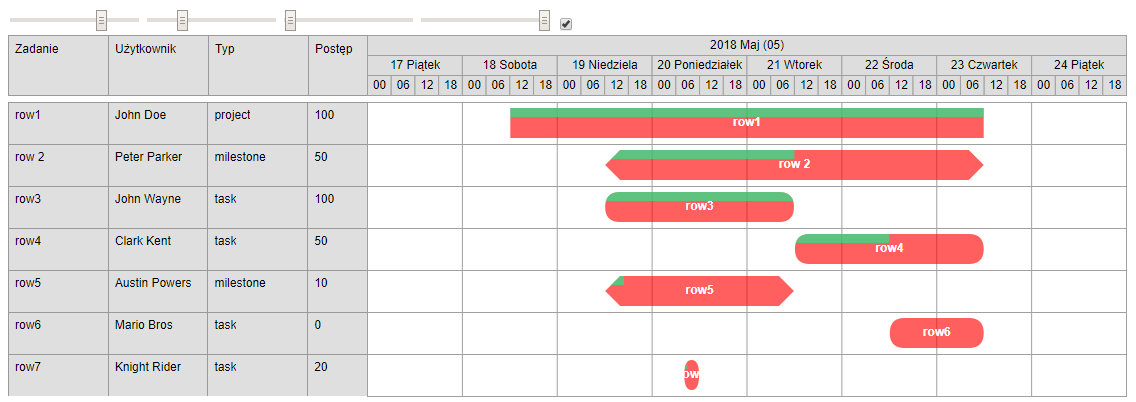 2018 Maj (05)
Zadanie Użytkownik Typ Postęp
17 Piątek 18 Sobota 19 Niedziela 20 Poniedziałek 21 Wtorek 22 Środa 23 Czwartek 24 Piątek
00 06 12 18 00 06 12 18 00 06 12 18 00 06 12 18 00 06 12 18 00 06 12 18 00 06 12 18 00 06 12 18
row1 John Doe project 100 row1
row 2 Peter Parker milestone 50 row 2
row3 John Wayne task 100 row3
row4 Clark Kent task 50 row4
row5 Austin Powers milestone 10 row5
row6 Mario Bros task 0 row6
row7 Knight Rider task 20 ow